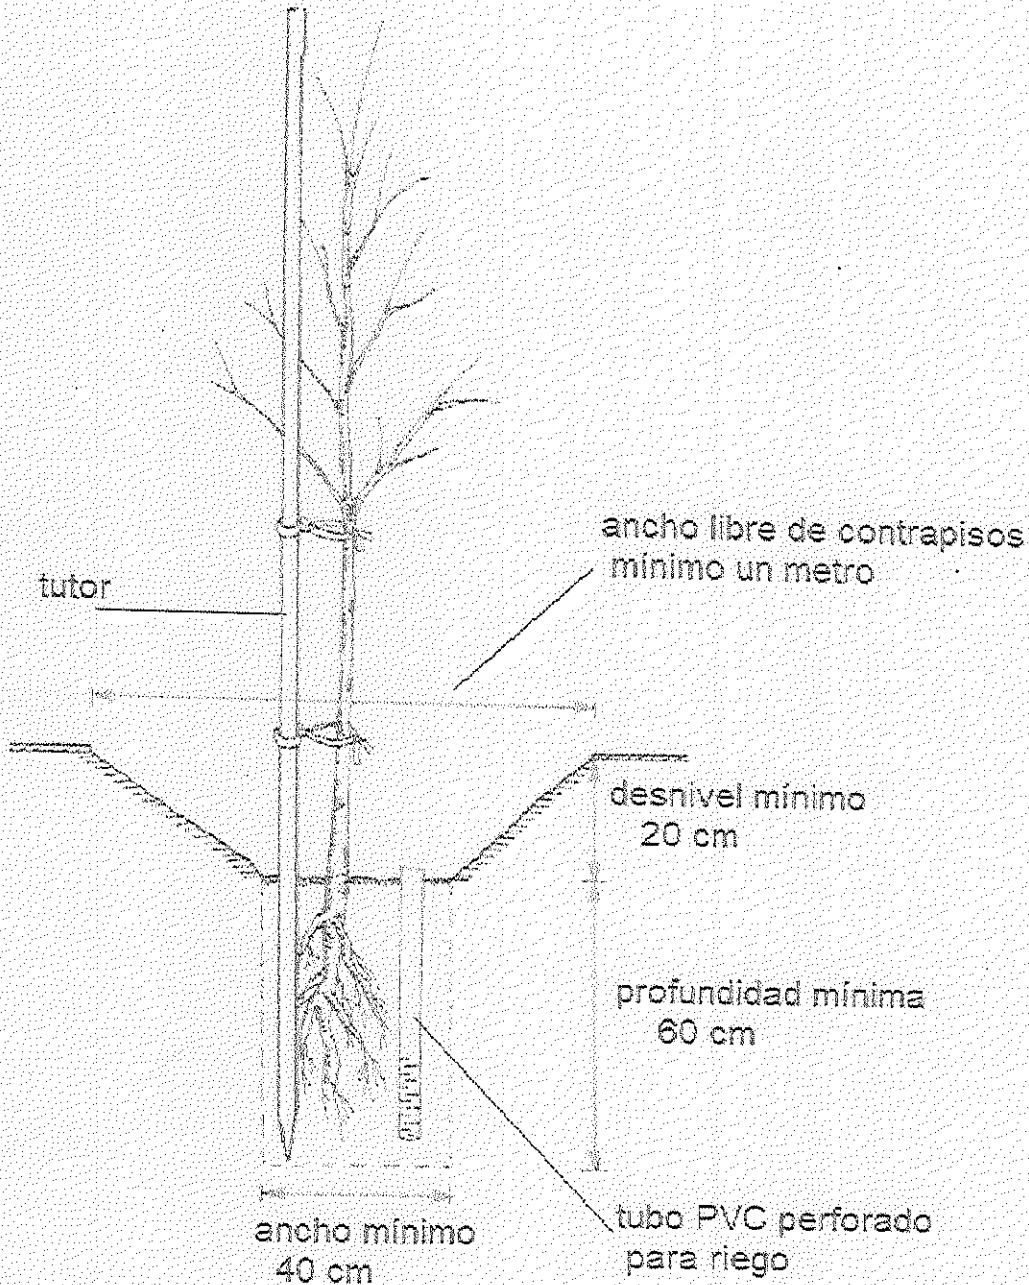 ancho libre de contrapisos
mínimo un metro
tutor
desnivel mínimo
20 cm
profundidad mínima
60 cm
ancho mínimo
40 cm
tubo PVC perforado
para riego